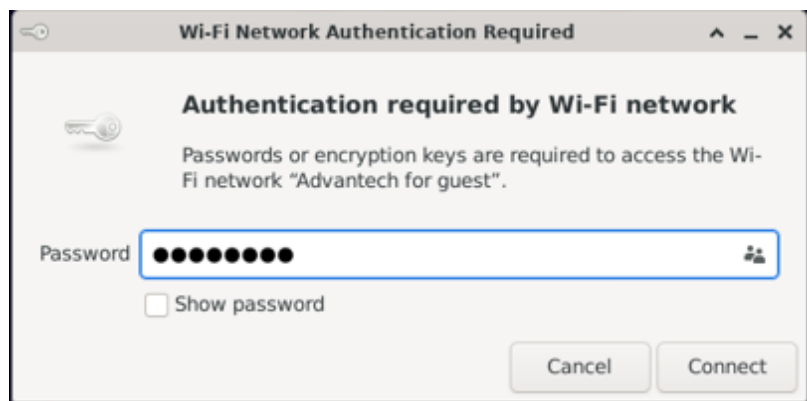 Wi-Fi Network Authentication Required
Authentication required by Wi-Fi network
Passwords or encryption keys are required to access the Wi-
Fi network “Advantech for guest”.
Password ●●●●●●●●
Show password
Cancel Connect